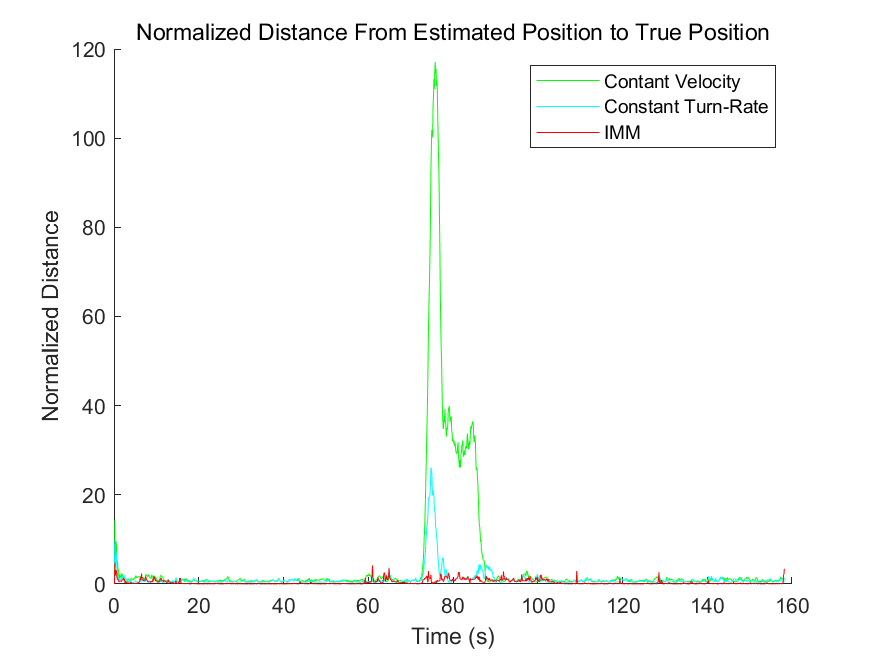 Normalized Distance From Estimated Position to True Position
120
100
80
60
40
20
0
Normalized Distance
Contant Velocity
Constant Turn-Rate
IMM
0 20 40 60 80 100 120 140 160
Time (s)